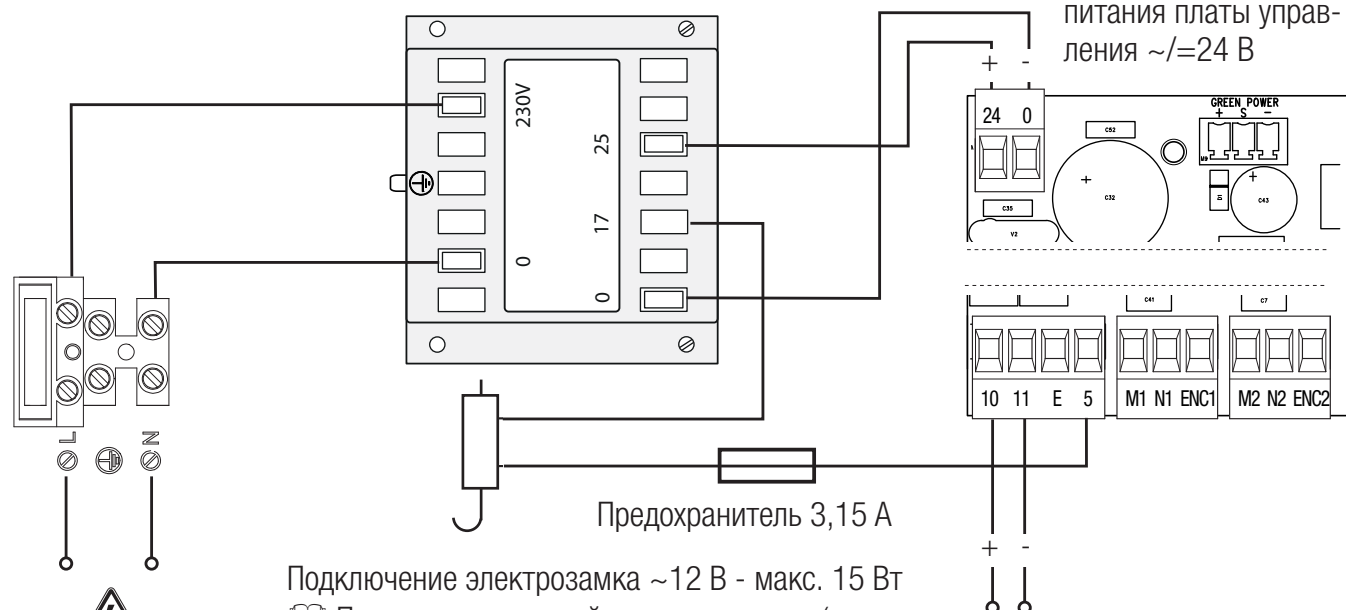 питания платы управ-
ления ~/=24 В
+ -
24 0
GREEN POWER
+ S -
M9
C52
C32
+
C35
V2
D1
+
C43
230V
0
25
17
0
C41
C7
10 11 E 5
M1 N1 ENC1
M2 N2 ENC2
L N
Предохранитель 3,15 А
+ -
Подключение электрозамка ~12 В - макс. 15 Вт